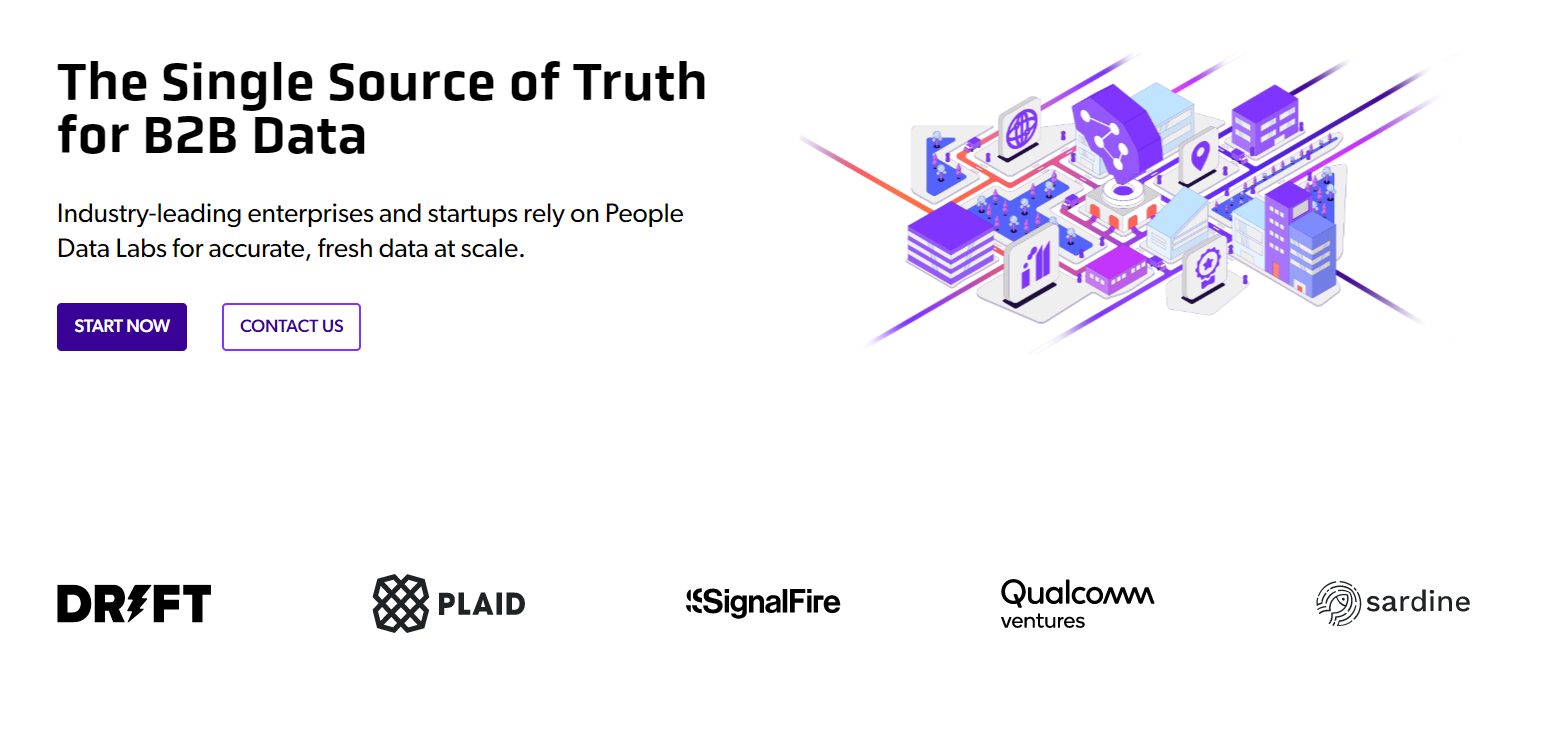 The Single Source of Truth
for B2B Data
Industry-leading enterprises and startups rely on People
Data Labs for accurate, fresh data at scale.
START NOW
CONTACT US
DRIFT
PLAID
SignalFire
Qualcomm
ventures
sardine